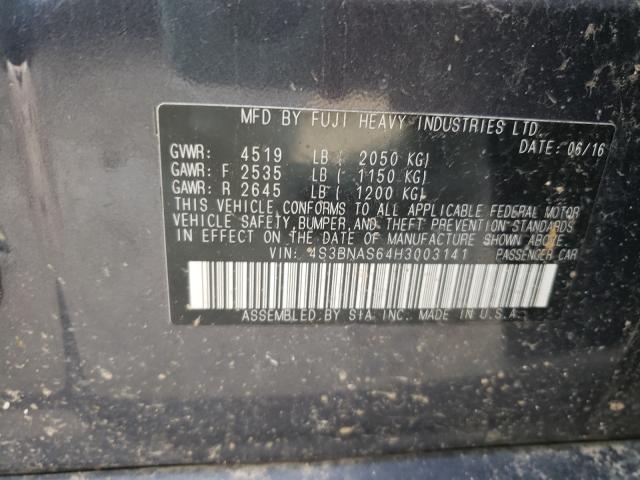 MFD BY FUJI HEAVY INDUSTRIES LTD.
DATE: 06/16
GVWR: 4519 LB ( 2050 KG)
GAWR: F 2535 LB ( 1150 KG)
GAWR: R 2645 LB ( 1200 KG)
THIS VEHICLE CONFORMS TO ALL APPLICABLE FEDERAL MOTOR
VEHICLE SAFETY, BUMPER, AND THEFT PREVENTION STANDARDS
IN EFFECT ON THE DATE OF MANUFACTURE SHOWN ABOVE.
VIN: 4S3BNAS64H3003141 PASSENGER CAR
ASSEMBLED BY SIA, INC. MADE IN U.S.A.